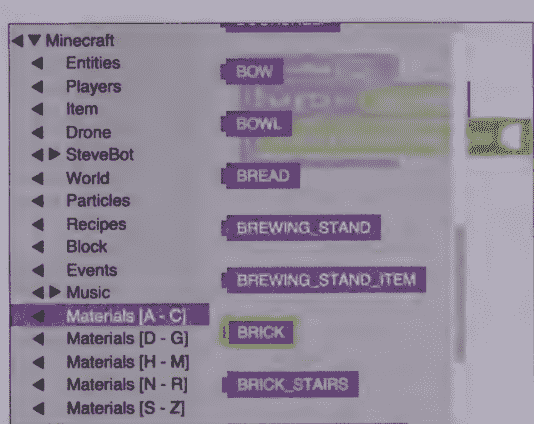 Minecraft
Entities
Players
Item
Drone
SteveBot
World
Particles
Recipes
Block
Events
Music
Materials [A - C]
Materials [D - G]
Materials [H - M]
Materials [N - R]
Materials [S - Z]
BOW
BOWL
BREAD
BREWING_STAND
BREWING_STAND_ITEM
BRICK
BRICK_STAIRS